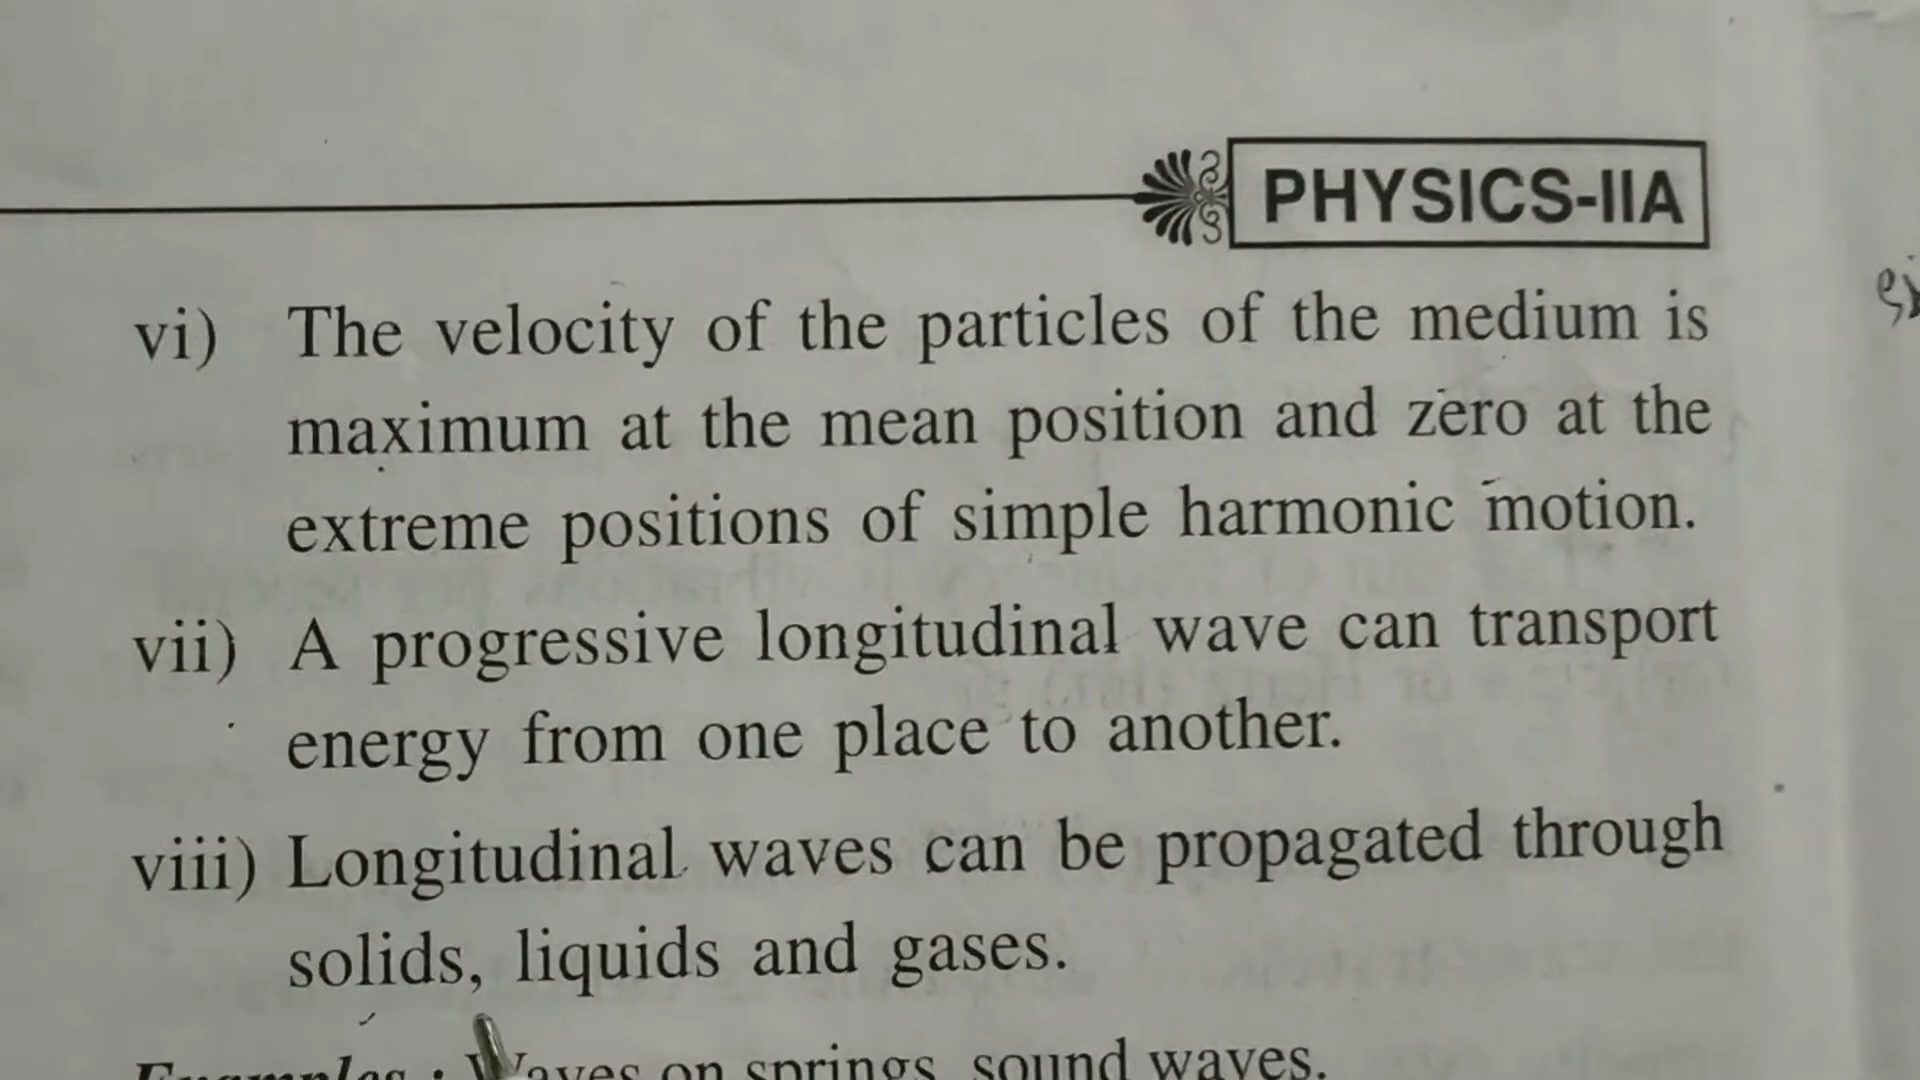 PHYSICS-IIA
vi) The velocity of the particles of the medium is
maximum at the mean position and zero at the
extreme positions of simple harmonic motion.
vii) A progressive longitudinal wave can transport
energy from one place to another.
viii) Longitudinal waves can be propagated through
solids, liquids and gases.
Examples : Waves on springs, sound waves.